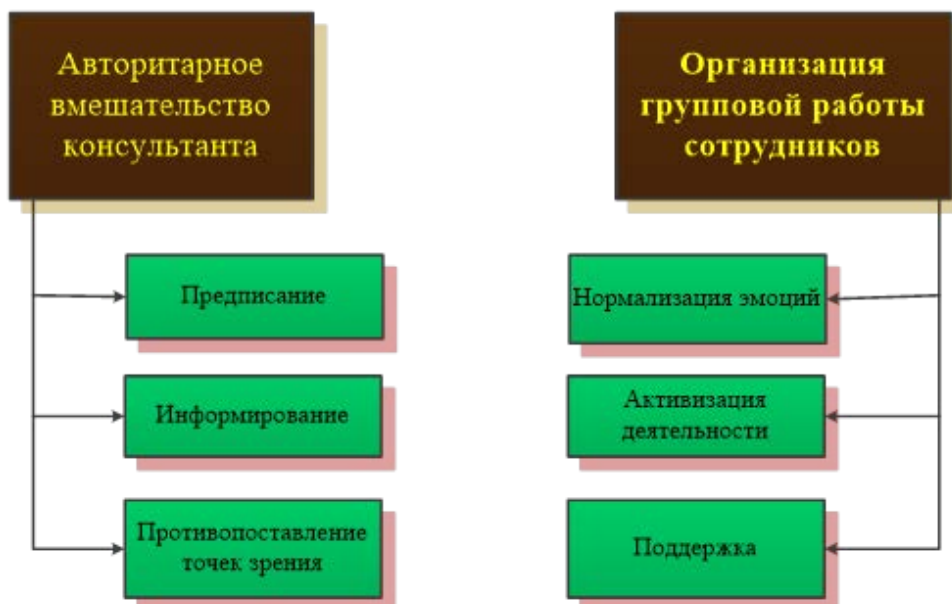 Авторитарное
вмешательство
консультанта
Предписание
Информирование
Противопоставление
точек зрения
Организация
групповой работы
сотрудников
Нормализация эмоций
Активизация
деятельности
Поддержка